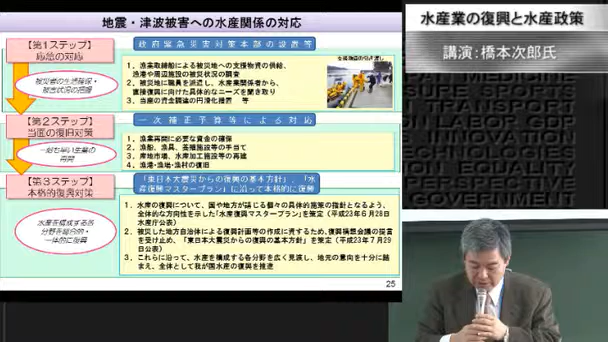 地震・津波被害への水産関係の対応
【第1ステップ】
応急の対応
被災者の生活確保・
被害状況の把握
政府緊急災害対策本部の設置等
1．漁業取締船による被災地への支援物資の供給、
漁港や周辺施設の被災状況の調査
2．被災地に職員を派遣し、水産業関係者から、
直接復興に向けた具体的なニーズを聞き取り
3．当座の資金調達の円滑化措置　等
【第2ステップ】
当面の復旧対策
一刻も早い生業の
再開
一次補正予算等による対応
1．漁業再開に必要な資金の確保
2．漁船、漁具、養殖施設等の手当て
3．産地市場、水産加工施設等の再建
4．漁港・漁場・漁村の復旧
【第3ステップ】
本格的復興対策
水産を構成する各
分野を総合的・
一体的に復興
「東日本大震災からの復興の基本方針」、「水
産復興マスタープラン」に沿って本格的に復興
1．水産の復興について、国や地方が講じる個々の具体的施策の指針となるよう、
全体的な方向性を示した「水産復興マスタープラン」を策定（平成23年6月28日
水産庁公表）
2．被災した地方自治体による復興計画等の作成に資するため、復興構想会議の提言
を受け止め、「東日本大震災からの復興の基本方針」を策定（平成23年7月29
日公表）
3．これらに沿って、水産を構成する各分野を広く見渡し、地元の意向を十分に踏
まえ、全体として我が国水産の復興を推進
25
水産業の復興と水産政策
講演：橋本次郎氏
TRANSPORT
LABOR GDP
INNOVATION
SECURITY
GOVERNMENT